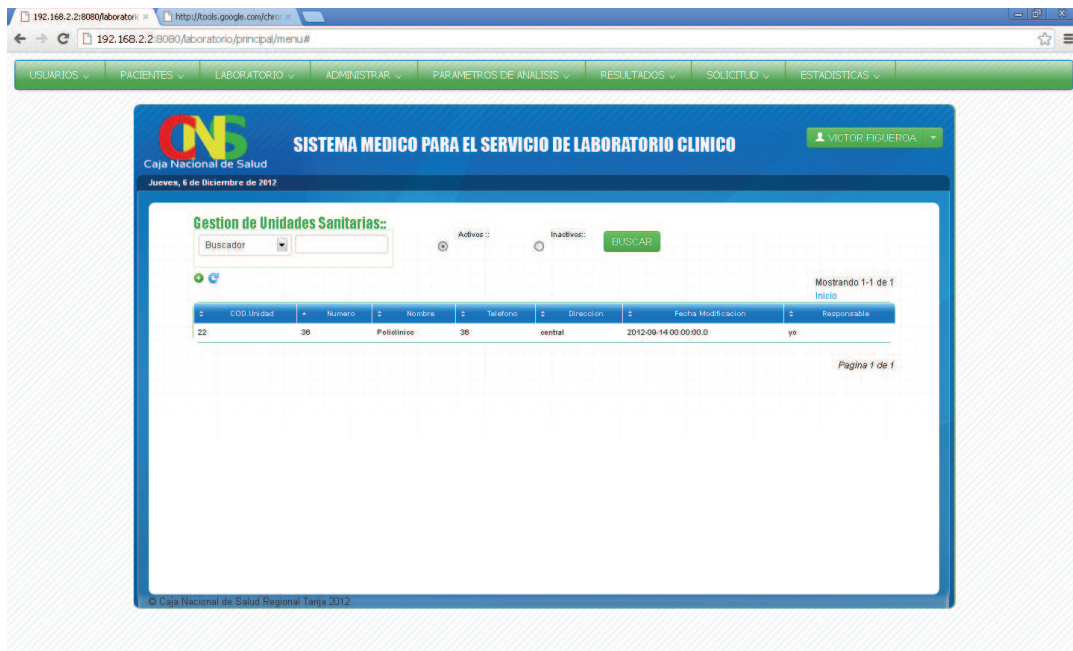 192.168.2.2:8080/laboratori
http://tools.google.com/chro
192.168.2.2:8080/laboratorio/principal/menu#
USUARIOS PACIENTES LABORATORIO ADMINISTRAR PARAMETROS DE ANALISIS RESULTADOS SOLICITUD ESTADISTICAS
CNS
Caja Nacional de Salud
SISTEMA MEDICO PARA EL SERVICIO DE LABORATORIO CLINICO
VICTOR FIGUEROA
Jueves, 6 de Diciembre de 2012
Gestion de Unidades Sanitarias::
Buscador
Activos :: Inactivos:: BUSCAR
Mostrando 1-1 de 1
Inicio
COD.Unidad Numero Nombre Telefono Direccion Fecha Modificacion Responsable
22 36 Policlinico 36 central 2012-09-14 00:00:00.0 yo
Pagina 1 de 1
© Caja Nacional de Salud Regional Tarija 2012